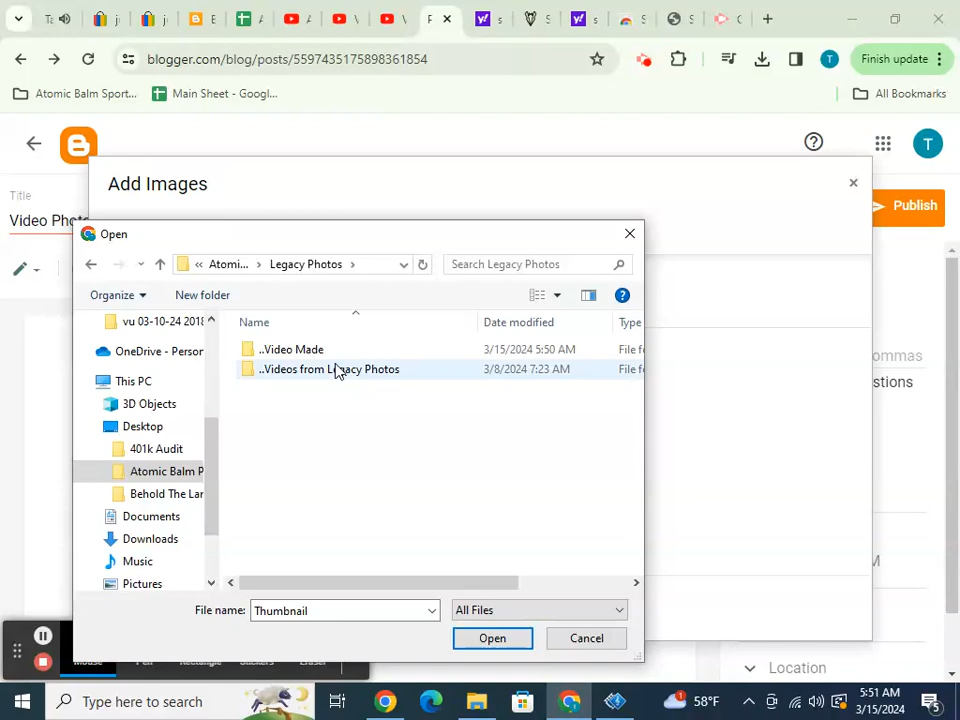 Finish update
blogger.com/blog/posts/5597435175898361854
Atomic Balm Sport...
Main Sheet - Googl...
All Bookmarks
Add Images
T
Title
Video Phot
Publish
Open
Atomi...
Legacy Photos
Search Legacy Photos
Organize
New folder
Name
Date modified
Type
vu 03-10-24 2018
..Video Made
3/15/2024 5:50 AM
File f
OneDrive - Person
..Videos from Legacy Photos
3/8/2024 7:23 AM
File f
ommas
This PC
stions
3D Objects
Desktop
401k Audit
Atomic Balm P
Behold The Lar
Documents
Downloads
Music
M
Pictures
File name:
Thumbnail
All Files
Open
Cancel
Mouse
Location
Type here to search
58°F
5:51 AM
3/15/2024
5